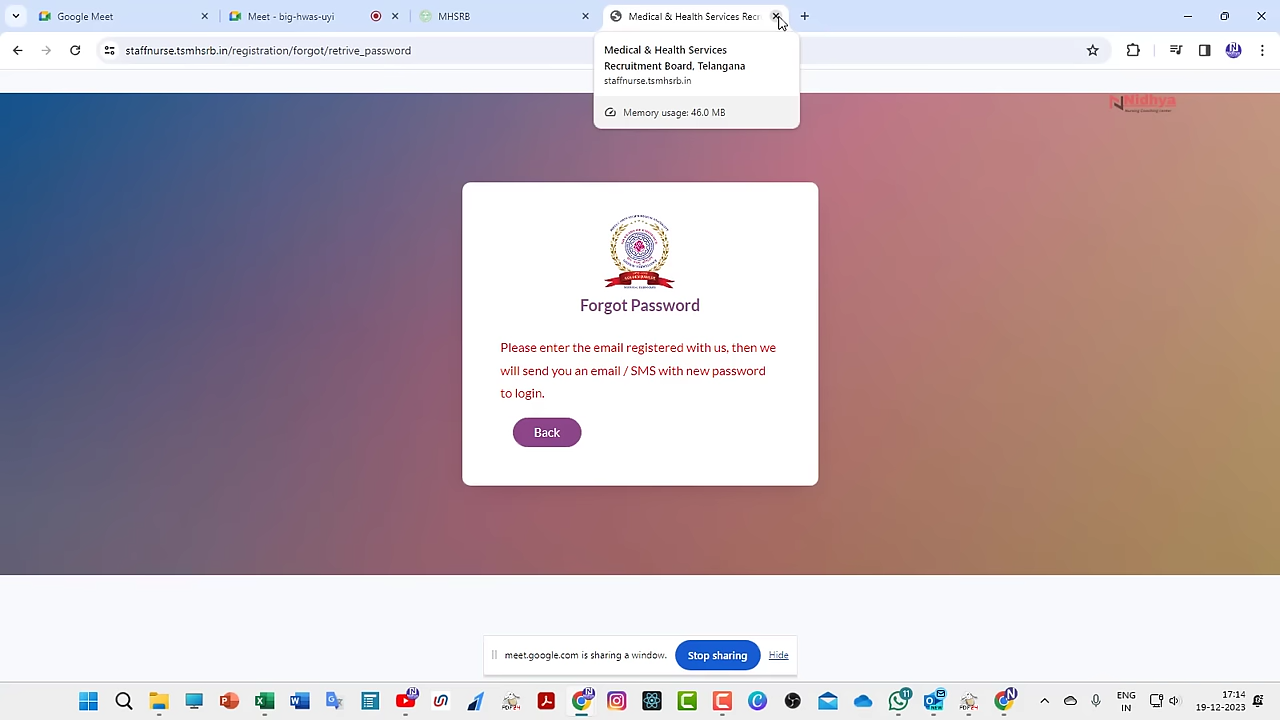 Google Meet
Meet - big-hwas-uyi
MHSRB
Medical & Health Services Recr
staffnurse.tsmhsrb.in/registration/forgot/retrive_password
Medical & Health Services
Recruitment Board, Telangana
staffnurse.tsmhsrb.in
Memory usage: 46.0 MB
Nidhya
Forgot Password
Please enter the email registered with us, then we
will send you an email / SMS with new password
to login.
Back
meet.google.com is sharing a window.
Stop sharing
Hide
ENG
IN
17:14
19-12-2023
11